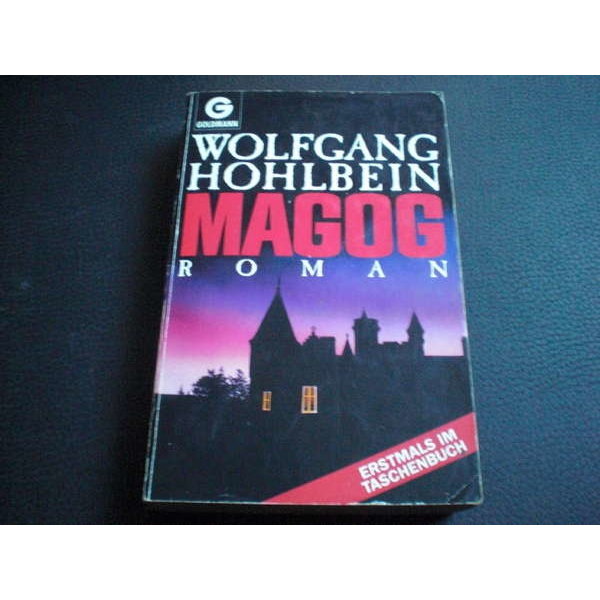 G
GOLDMANN
WOLFGANG
HOHLBEIN
MAGOG
ROMAN
ERSTMALS IM
TASCHENBUCH